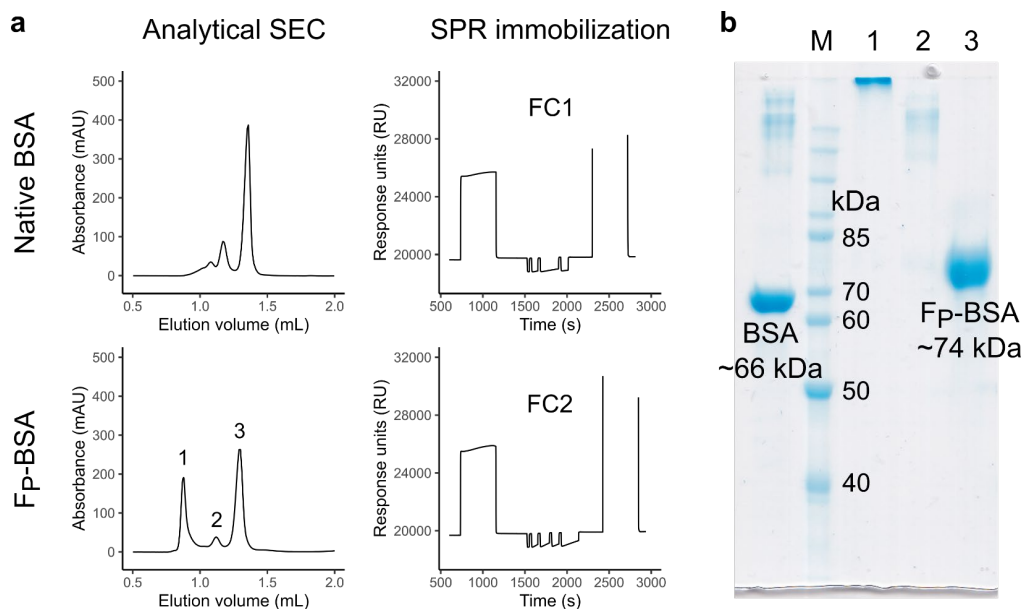 a
Analytical SEC
SPR immobilization
Native BSA
Absorbance (mAU)
500
400
300
200
100
0
0.5 1.0 1.5 2.0
Elution volume (mL)
Response units (RU)
32000
28000
24000
20000
FC1
500 1000 1500 2000 2500 3000
Time (s)
FP-BSA
Absorbance (mAU)
500
400
300
200
100
0
1
2
3
0.5 1.0 1.5 2.0
Elution volume (mL)
Response units (RU)
32000
28000
24000
20000
FC2
500 1000 1500 2000 2500 3000
Time (s)
b
M 1 2 3
kDa
85
70
60
50
40
BSA
~66 kDa
FP-BSA
~74 kDa